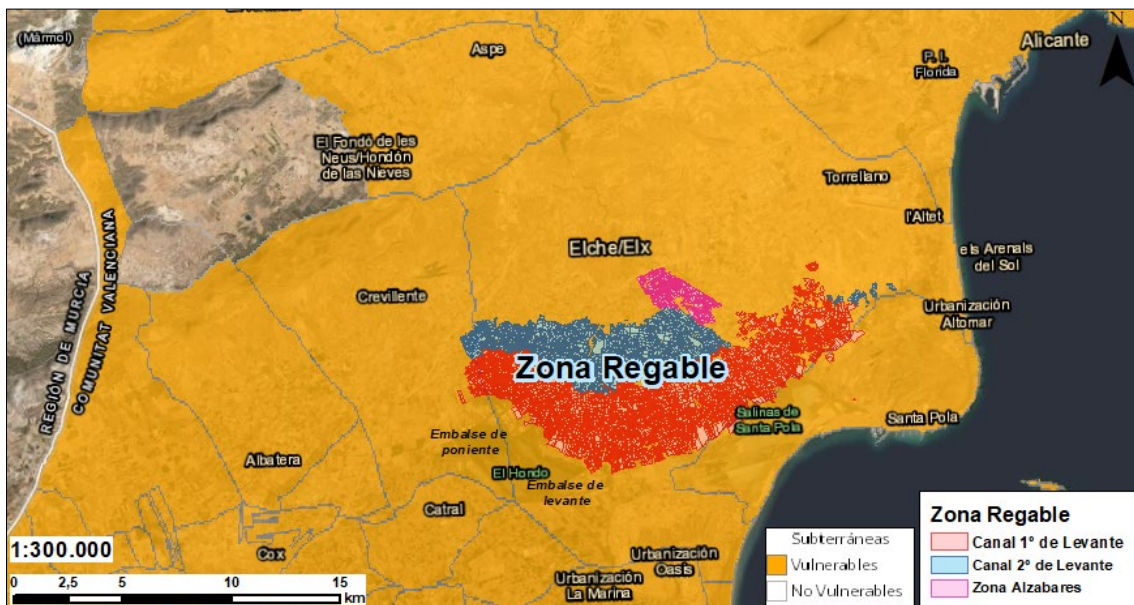 (Mármol)
Aspe
Alicante
N
P. I.
Florida
El Fondó de les
Neus/Hondón
de las Nieves
Torrellano
l'Altet
Elche/Elx
els Arenals
del Sol
Crevillente
Urbanización
Altomar
REGIÓN DE MURCIA
COMUNITAT VALENCIANA
Zona Regable
Salinas de
Santa Pola
Santa Pola
Embalse de
poniente
Albatera
El Hondo
Embalse de
levante
Catral
Cox
Urbanización
Oasis
Urbanización
La Marina
1:300.000
0 2,5 5 10 15
km
Subterráneas
Vulnerables
No Vulnerables
Zona Regable
Canal 1º de Levante
Canal 2º de Levante
Zona Alzabares